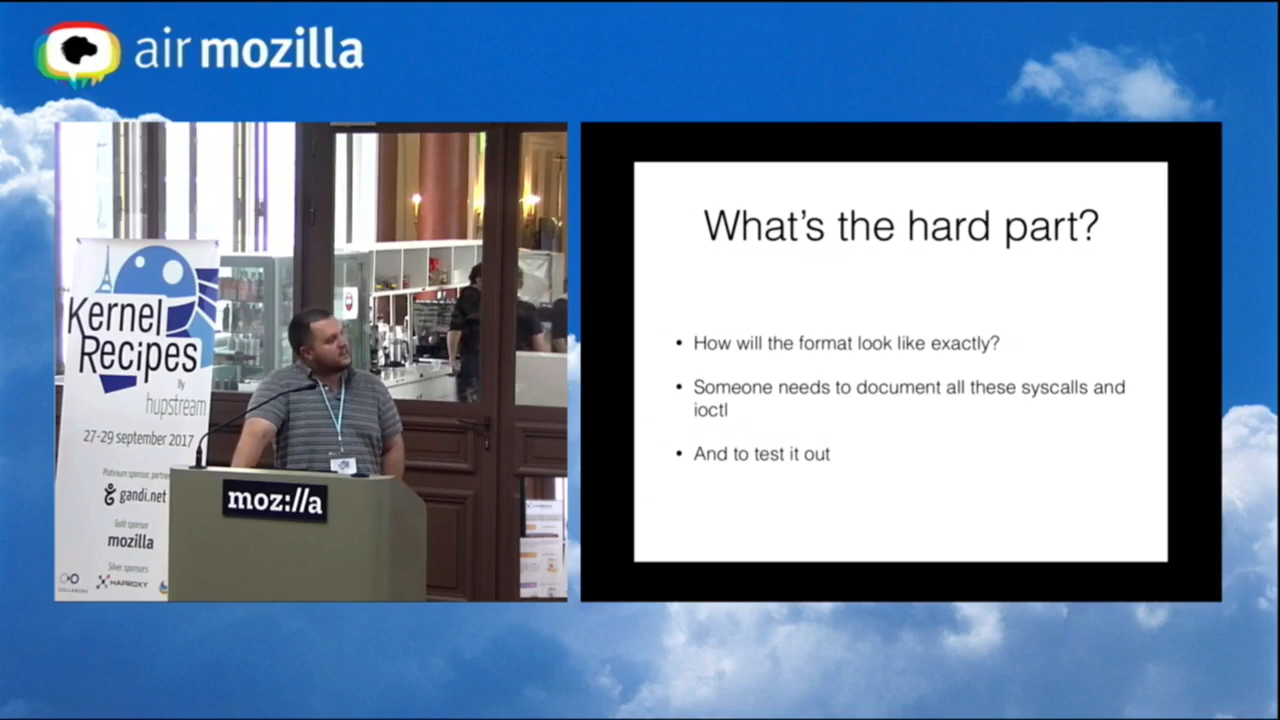 air mozilla
Kernel
Recipes
By
hupstream
27-29 september 2017
Platinum sponsor, partner
gandi.net
Gold sponsor
mozilla
Silver sponsors
COLLABORA
HAPROXY
moz://a
What's the hard part?
• How will the format look like exactly?
• Someone needs to document all these syscalls and
ioctl
• And to test it out